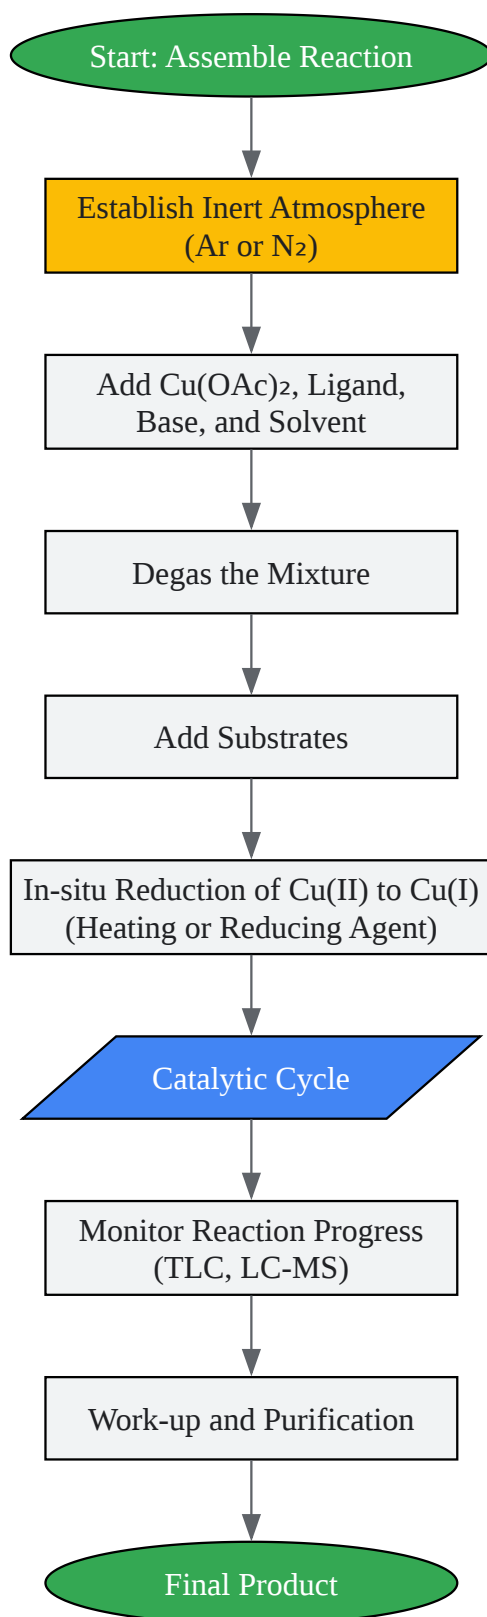 Start: Assemble Reaction
Establish Inert Atmosphere
(Ar or N₂)
Add Cu(OAc)₂, Ligand,
Base, and Solvent
Degas the Mixture
Add Substrates
In-situ Reduction of Cu(II) to Cu(I)
(Heating or Reducing Agent)
Catalytic Cycle
Monitor Reaction Progress
(TLC, LC-MS)
Work-up and Purification
Final Product